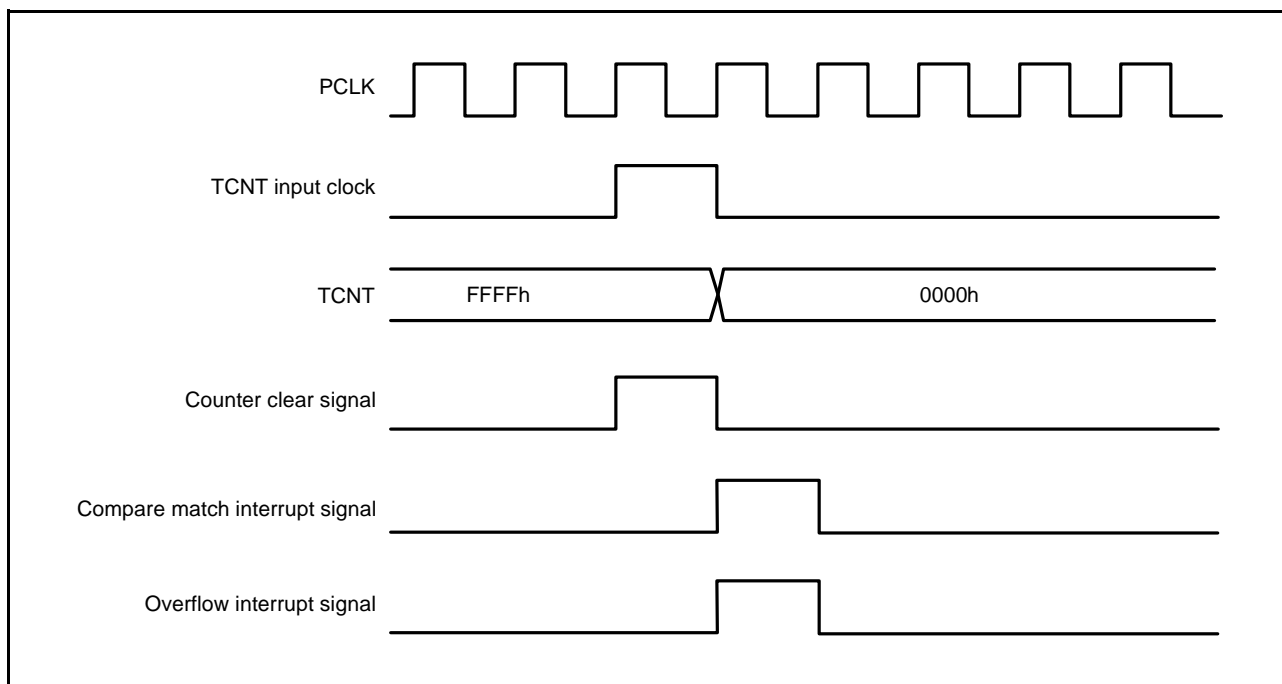 PCLK
TCNT input clock
TCNT
FFFFh
0000h
Counter clear signal
Compare match interrupt signal
Overflow interrupt signal